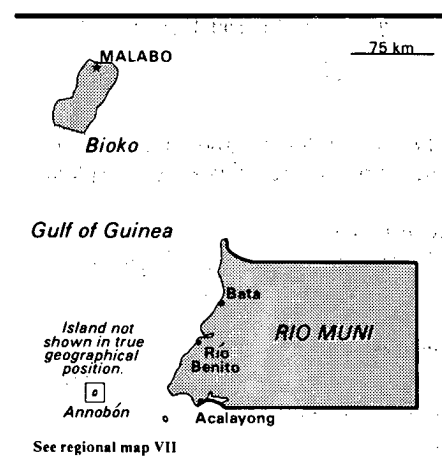 MALABO
75 km
Bioko
Gulf of Guinea
Bata
Island not
shown in true
geographical
position.
RIO MUNI
Río
Benito
Annobón
Acalayong
See regional map VII